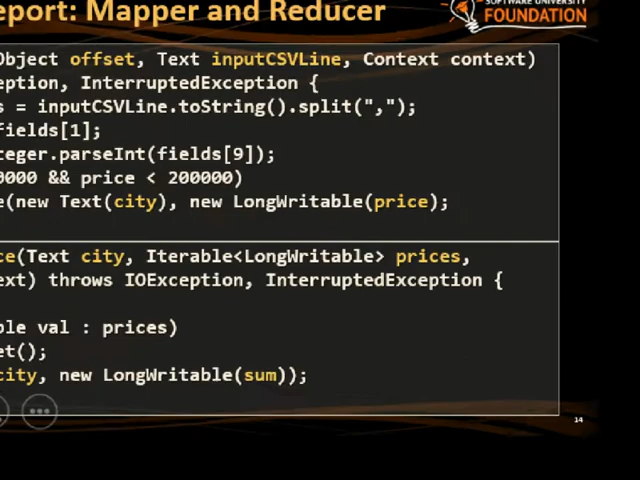 eport: Mapper and Reducer
SOFTWARE UNIVERSITY
FOUNDATION
Object offset, Text inputCSVLine, Context context)
eption, InterruptedException {
s = inputCSVLine.toString().split(",");
fields[1];
teger.parseInt(fields[9]);
0000 && price < 200000)
e(new Text(city), new LongWritable(price);
ce(Text city, Iterable<LongWritable> prices,
ext) throws IOException, InterruptedException {
ble val : prices)
et();
city, new LongWritable(sum));
14